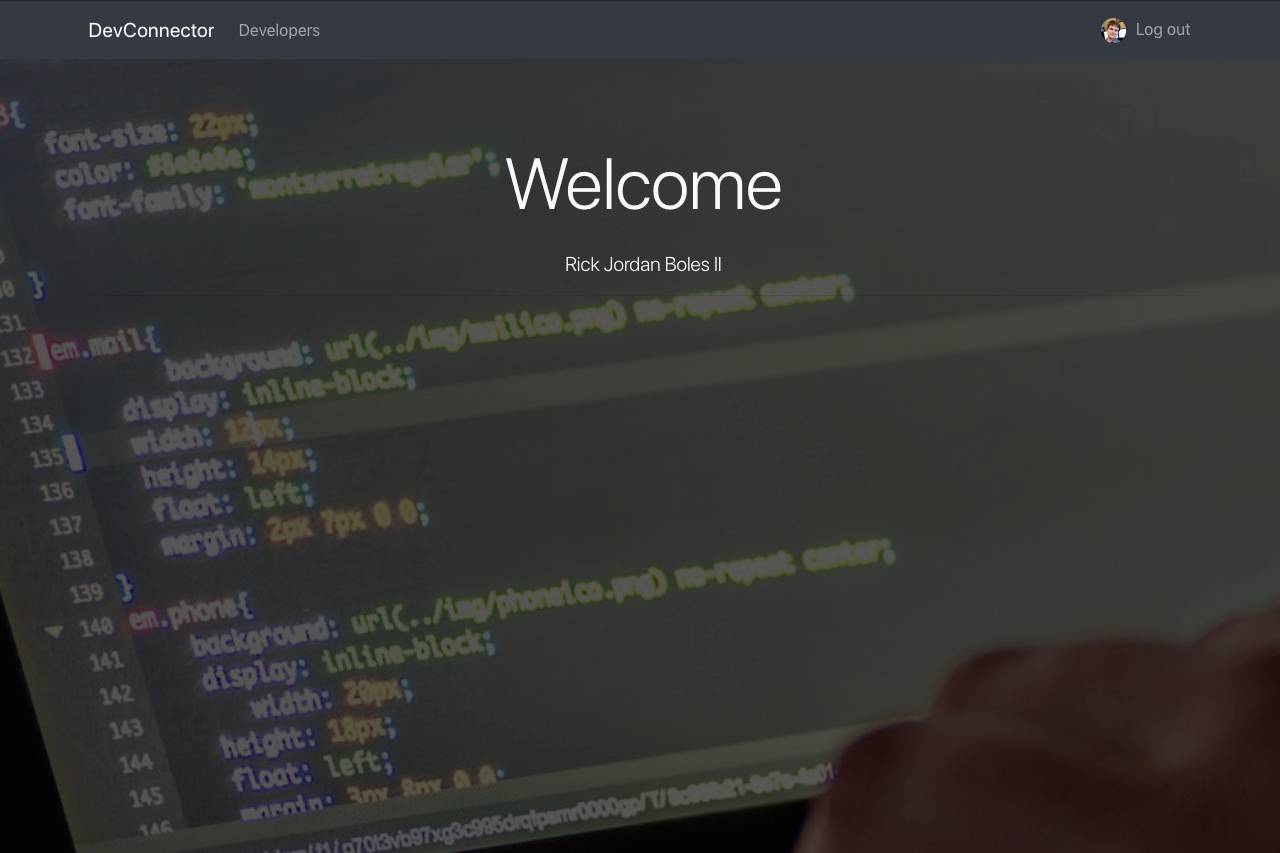 DevConnector Developers Log out
Welcome
Rick Jordan Boles II
{
font-size: 22px;
color: #8e8e8e;
font-family: 'montserratregular';
}
131
132 em.mail{
133 background: url(../img/mailico.png) no-repeat center;
134 display: inline-block;
135 width: 12px;
136 height: 14px;
137 float: left;
138 margin: 2px 7px 0 0;
139 }
140 em.phone{
141 background: url(../img/phoneico.png) no-repeat center;
142 display: inline-block;
143 width: 20px;
144 height: 18px;
145 float: left;
146 margin: 3px 8px 0 0;